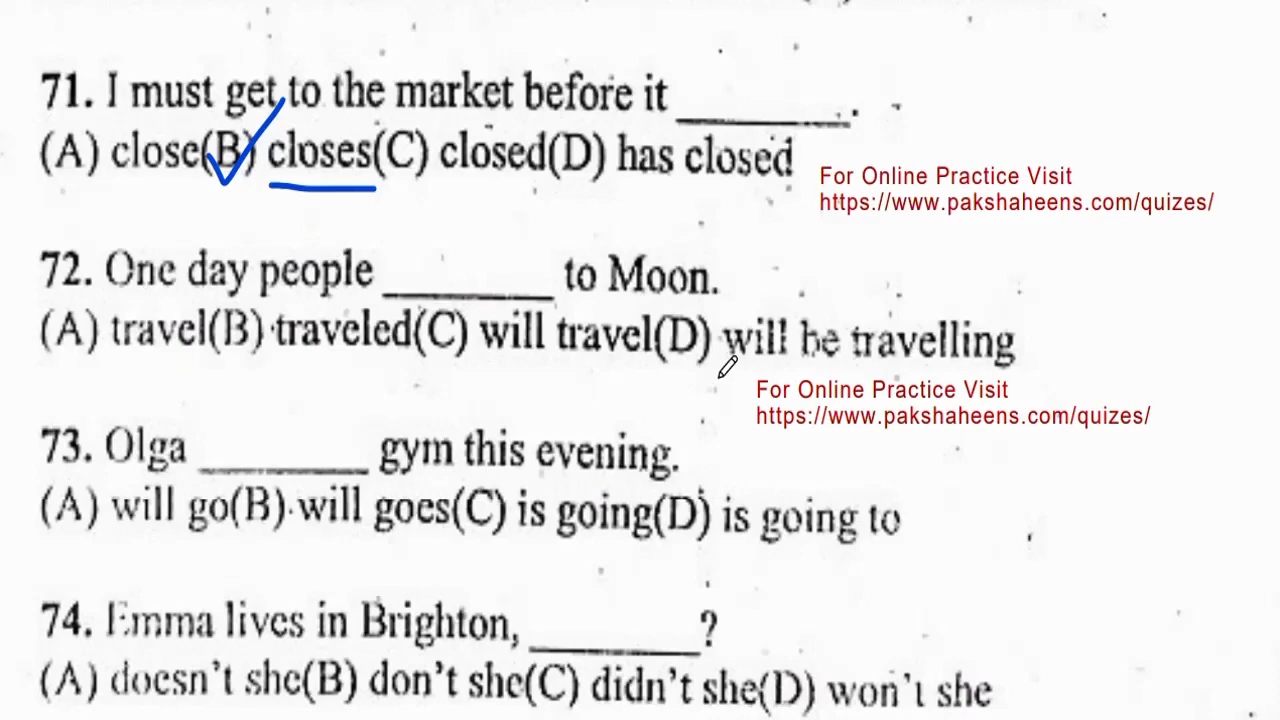 71. I must get to the market before it ________.
(A) close(B) closes(C) closed(D) has closed
For Online Practice Visit
https://www.pakshaheens.com/quizes/
72. One day people ________ to Moon.
(A) travel(B) traveled(C) will travel(D) will be travelling
For Online Practice Visit
https://www.pakshaheens.com/quizes/
73. Olga ________ gym this evening.
(A) will go(B) will goes(C) is going(D) is going to
74. Emma lives in Brighton, ________?
(A) doesn't she(B) don't she(C) didn't she(D) won't she